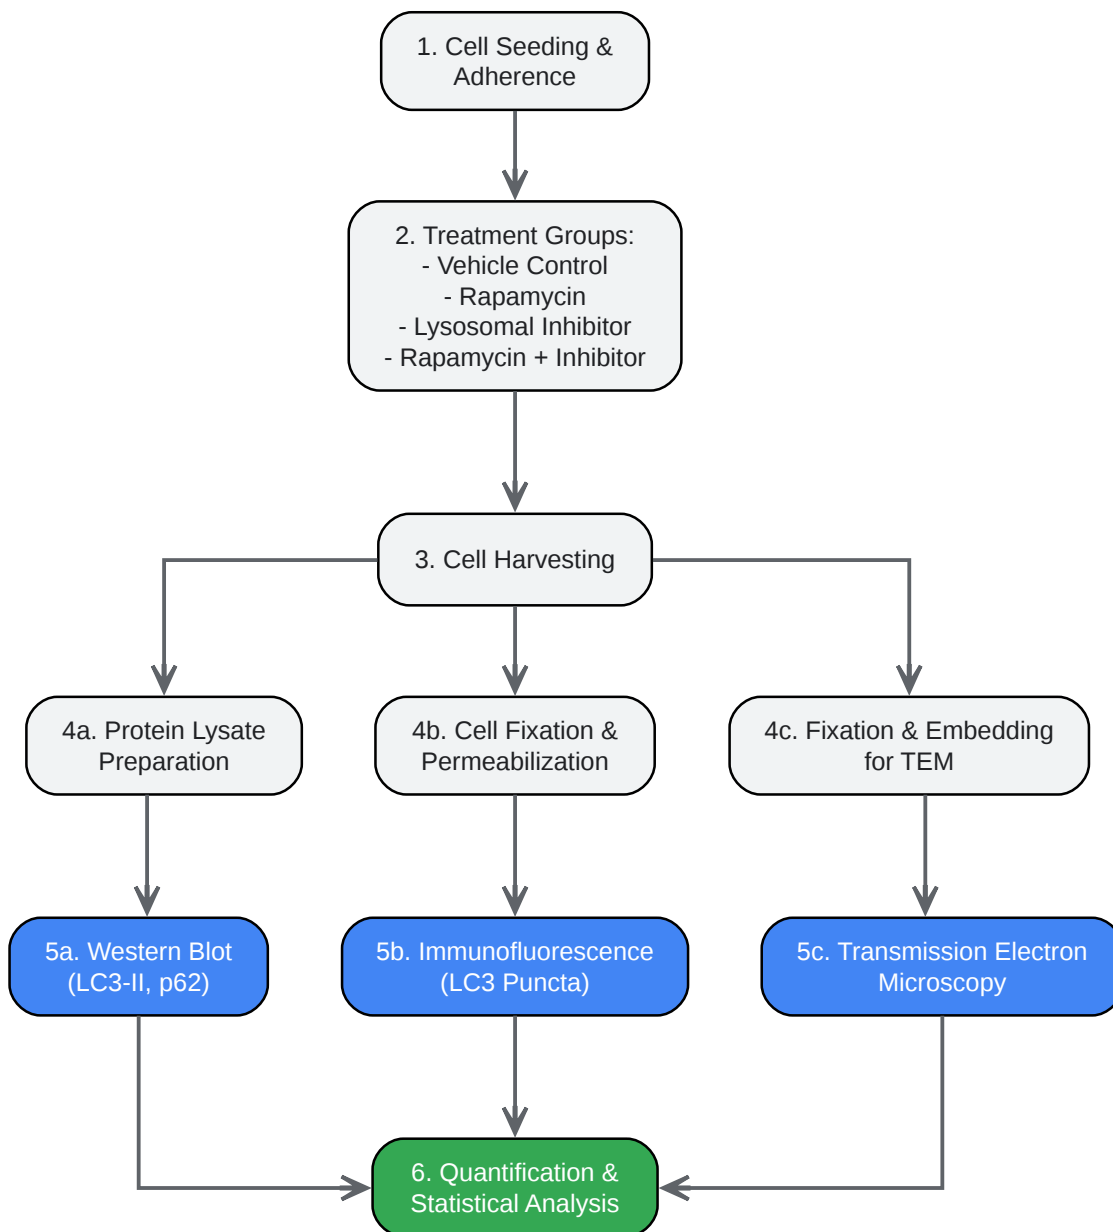 1. Cell Seeding &
Adherence
2. Treatment Groups:
- Vehicle Control
- Rapamycin
- Lysosomal Inhibitor
- Rapamycin + Inhibitor
3. Cell Harvesting
4a. Protein Lysate
Preparation
4b. Cell Fixation &
Permeabilization
4c. Fixation & Embedding
for TEM
5a. Western Blot
(LC3-II, p62)
5b. Immunofluorescence
(LC3 Puncta)
5c. Transmission Electron
Microscopy
6. Quantification &
Statistical Analysis